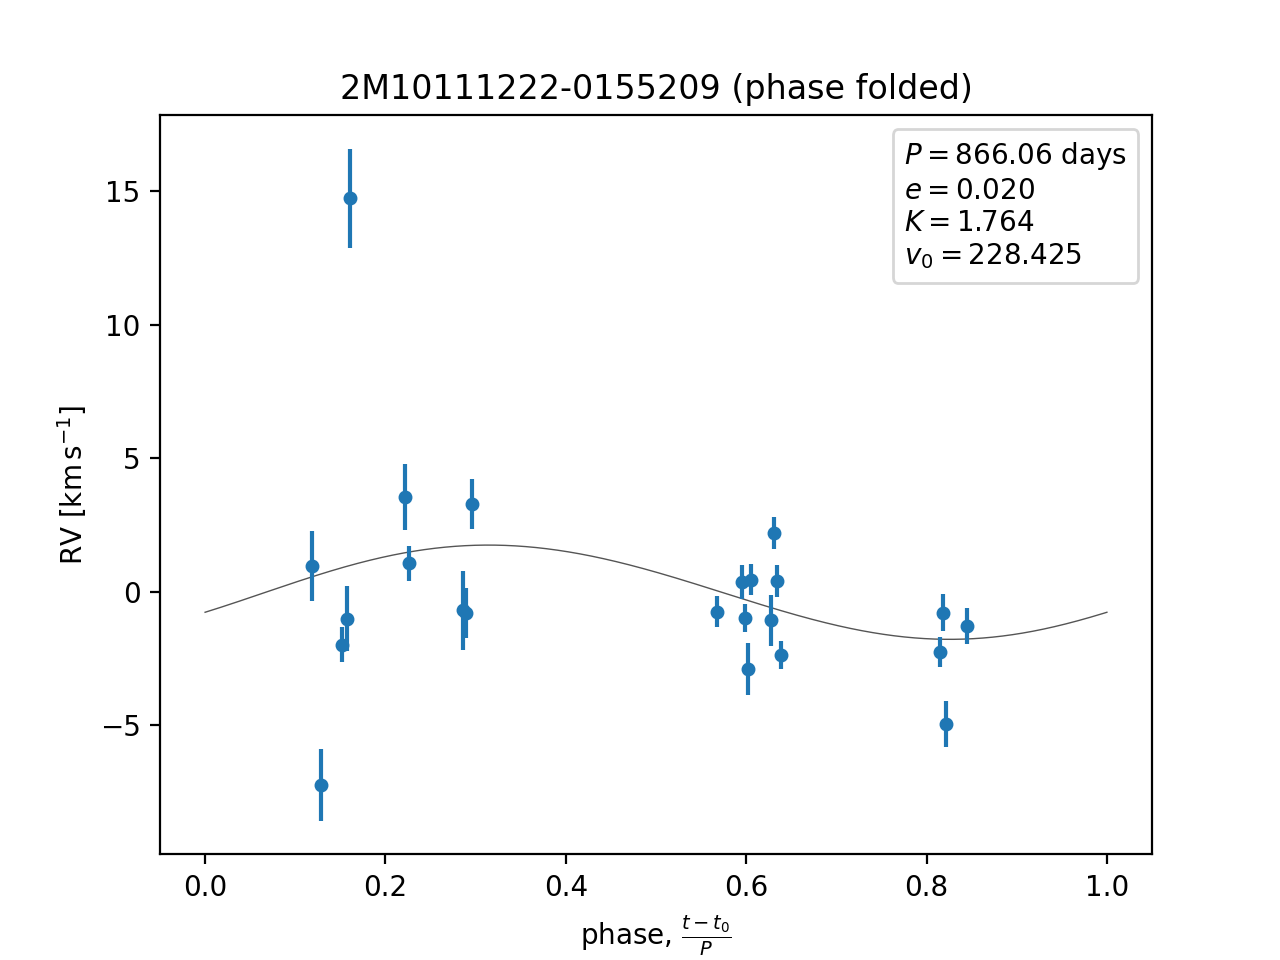 2M10111222-0155209 (phase folded)
P = 866.06 days
e = 0.020
K = 1.764
v₀ = 228.425
15
10
5
0
−5
RV [km s⁻¹]
0.0 0.2 0.4 0.6 0.8 1.0
phase, (t − t₀)/P